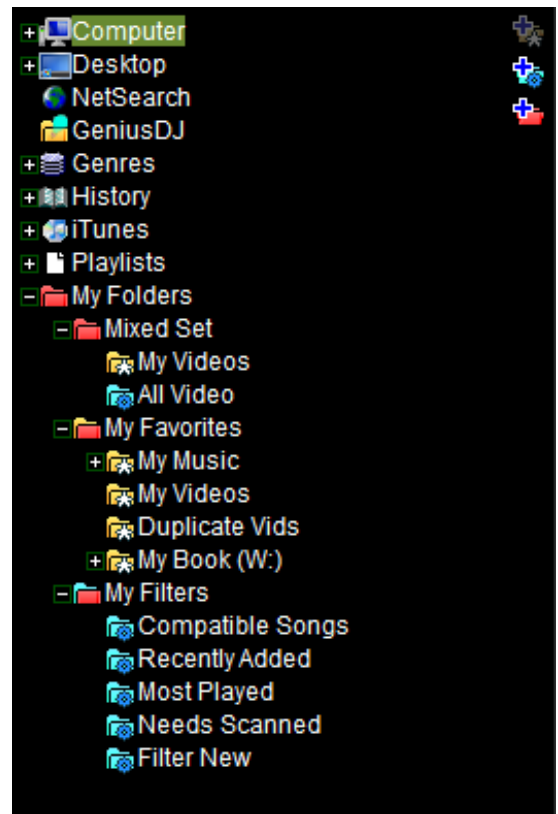 Computer
Desktop
NetSearch
GeniusDJ
Genres
History
iTunes
Playlists
My Folders
Mixed Set
My Videos
All Video
My Favorites
My Music
My Videos
Duplicate Vids
My Book (W:)
My Filters
Compatible Songs
Recently Added
Most Played
Needs Scanned
Filter New